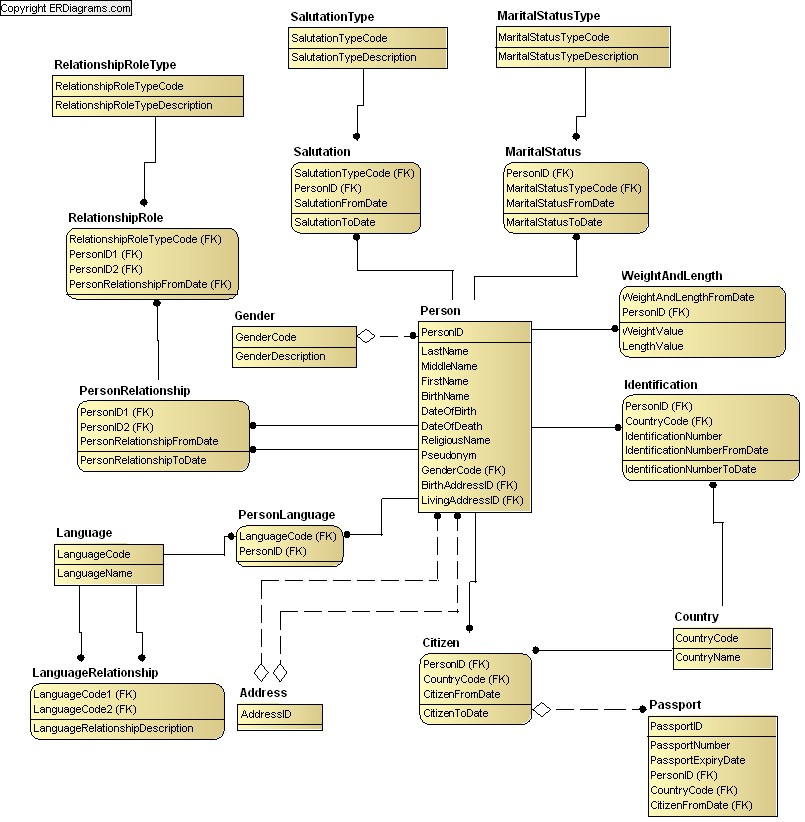 Copyright ERDiagrams.com
SalutationType
SalutationTypeCode
SalutationTypeDescription
MaritalStatusType
MaritalStatusTypeCode
MaritalStatusTypeDescription
RelationshipRoleType
RelationshipRoleTypeCode
RelationshipRoleTypeDescription
Salutation
SalutationTypeCode (FK)
PersonID (FK)
SalutationFromDate
SalutationToDate
MaritalStatus
PersonID (FK)
MaritalStatusTypeCode (FK)
MaritalStatusFromDate
MaritalStatusToDate
RelationshipRole
RelationshipRoleTypeCode (FK)
PersonID1 (FK)
PersonID2 (FK)
PersonRelationshipFromDate (FK)
WeightAndLength
WeightAndLengthFromDate
PersonID (FK)
WeightValue
LengthValue
Gender
GenderCode
GenderDescription
Person
PersonID
LastName
MiddleName
FirstName
BirthName
DateOfBirth
DateOfDeath
ReligiousName
Pseudonym
GenderCode (FK)
BirthAddressID (FK)
LivingAddressID (FK)
PersonRelationship
PersonID1 (FK)
PersonID2 (FK)
PersonRelationshipFromDate
PersonRelationshipToDate
Identification
PersonID (FK)
CountryCode (FK)
IdentificationNumber
IdentificationNumberFromDate
IdentificationNumberToDate
PersonLanguage
LanguageCode (FK)
PersonID (FK)
Language
LanguageCode
LanguageName
LanguageRelationship
LanguageCode1 (FK)
LanguageCode2 (FK)
LanguageRelationshipDescription
Address
AddressID
Citizen
PersonID (FK)
CountryCode (FK)
CitizenFromDate
CitizenToDate
Country
CountryCode
CountryName
Passport
PassportID
PassportNumber
PassportExpiryDate
PersonID (FK)
CountryCode (FK)
CitizenFromDate (FK)